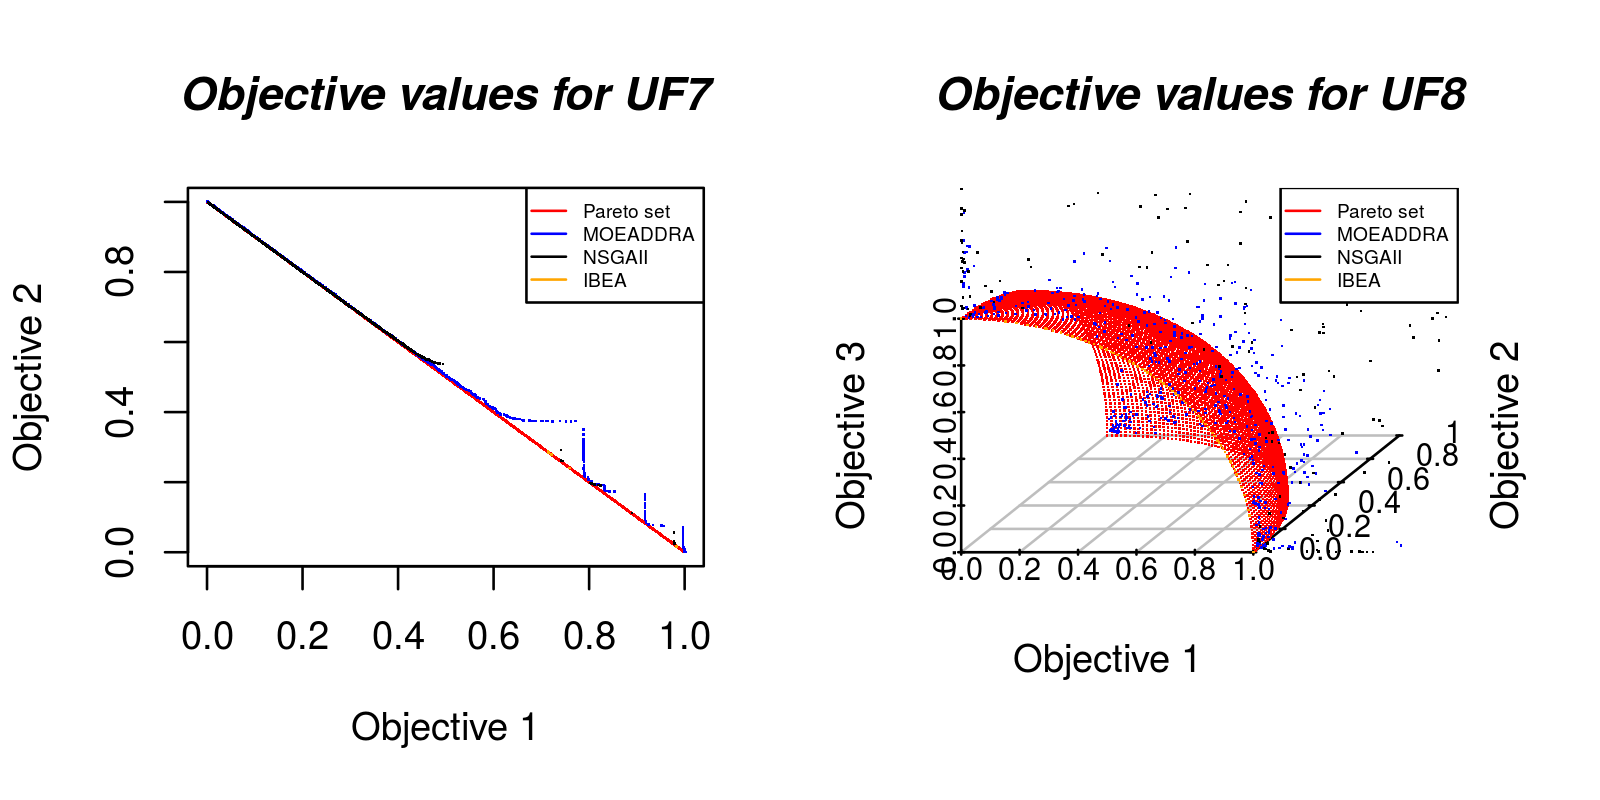 Objective values for UF7
Objective 2
0.0 0.4 0.8
Pareto set
MOEADDRA
NSGAII
IBEA
0.0 0.2 0.4 0.6 0.8 1.0
Objective 1
Objective values for UF8
Objective 3
0.0 0.2 0.4 0.6 0.8 1.0
Pareto set
MOEADDRA
NSGAII
IBEA
0.0 0.2 0.4 0.6 0.8 1
Objective 2
0.0 0.2 0.4 0.6 0.8 1.0
Objective 1